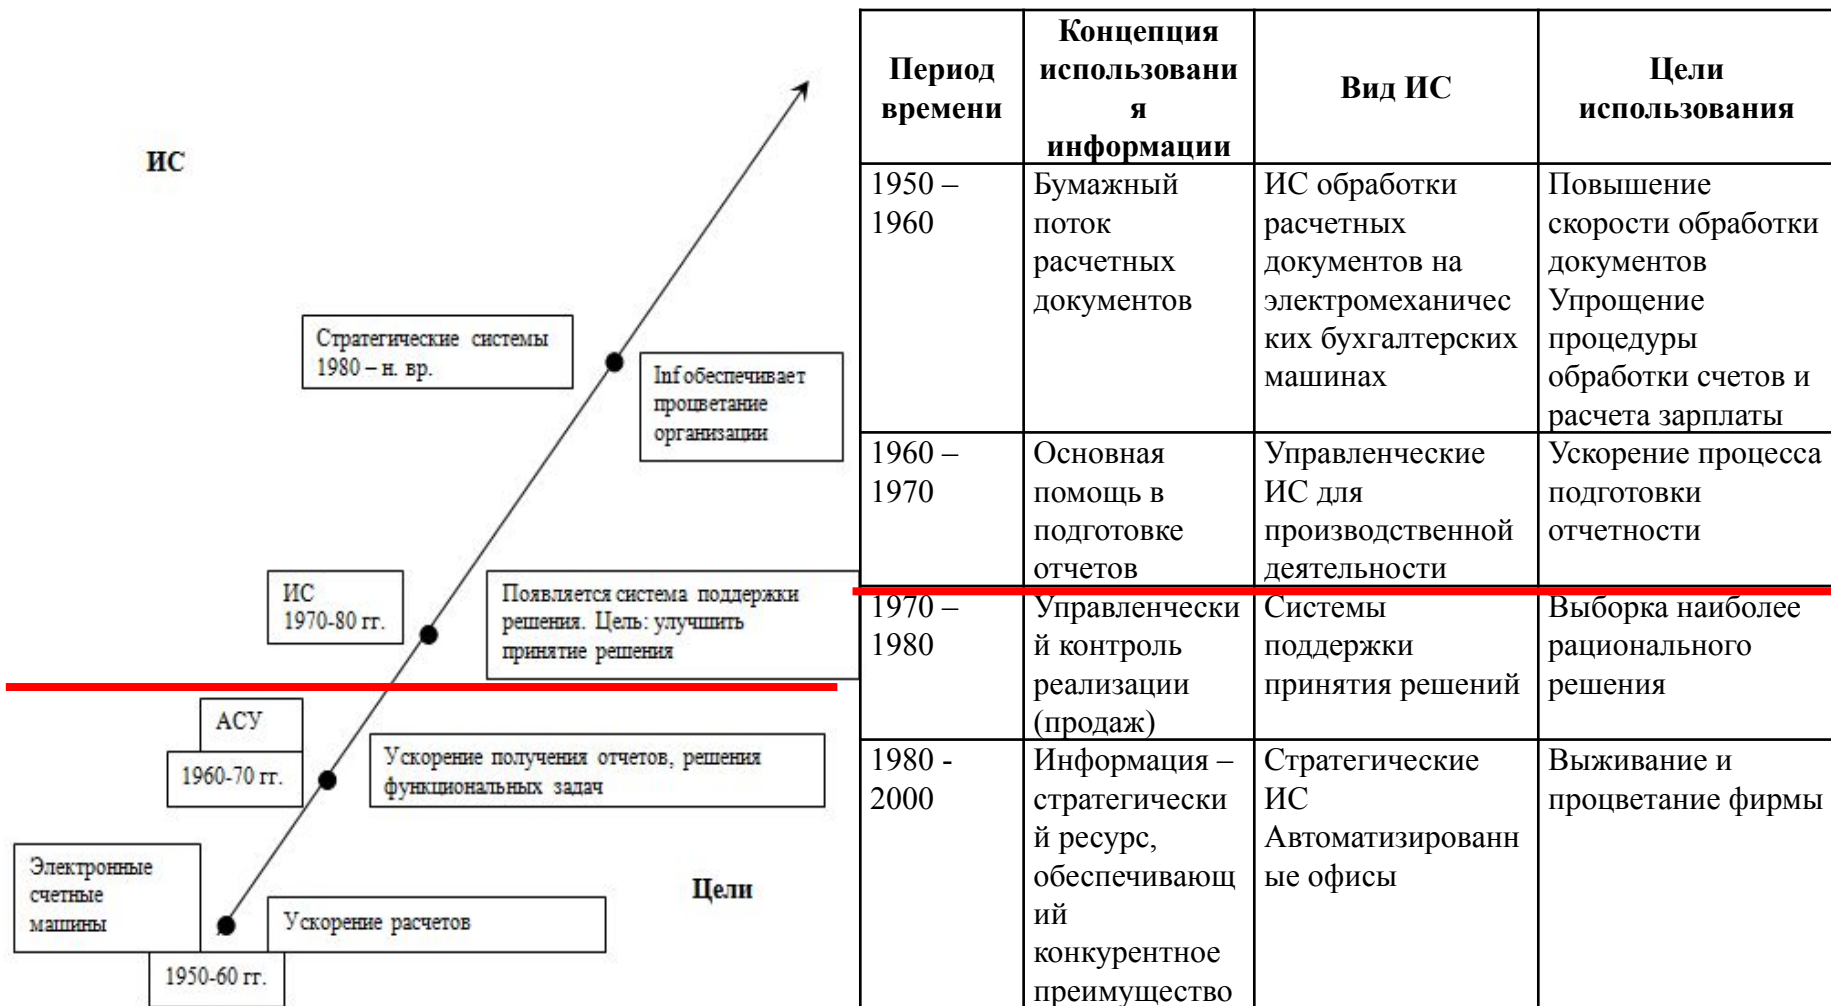 ИС
Стратегические системы
1980 – н. вр.
Inf обеспечивает
процветание
организации
ИС
1970-80 гг.
Появляется система поддержки
решения. Цель: улучшить
принятие решения
АСУ
1960-70 гг.
Ускорение получения отчетов, решения
функциональных задач
Электронные
счетные
машины
Ускорение расчетов
1950-60 гг.
Цели
Период
времени
Концепция
использовани
я
информации
Вид ИС
Цели
использования
1950 –
1960
Бумажный
поток
расчетных
документов
ИС обработки
расчетных
документов на
электромеханичес
ких бухгалтерских
машинах
Повышение
скорости обработки
документов
Упрощение
процедуры
обработки счетов и
расчета зарплаты
1960 –
1970
Основная
помощь в
подготовке
отчетов
Управленческие
ИС для
производственной
деятельности
Ускорение процесса
подготовки
отчетности
1970 –
1980
Управленчески
й контроль
реализации
(продаж)
Системы
поддержки
принятия решений
Выборка наиболее
рационального
решения
1980 -
2000
Информация –
стратегически
й ресурс,
обеспечивающ
ий
конкурентное
преимущество
Стратегические
ИС
Автоматизированн
ые офисы
Выживание и
процветание фирмы